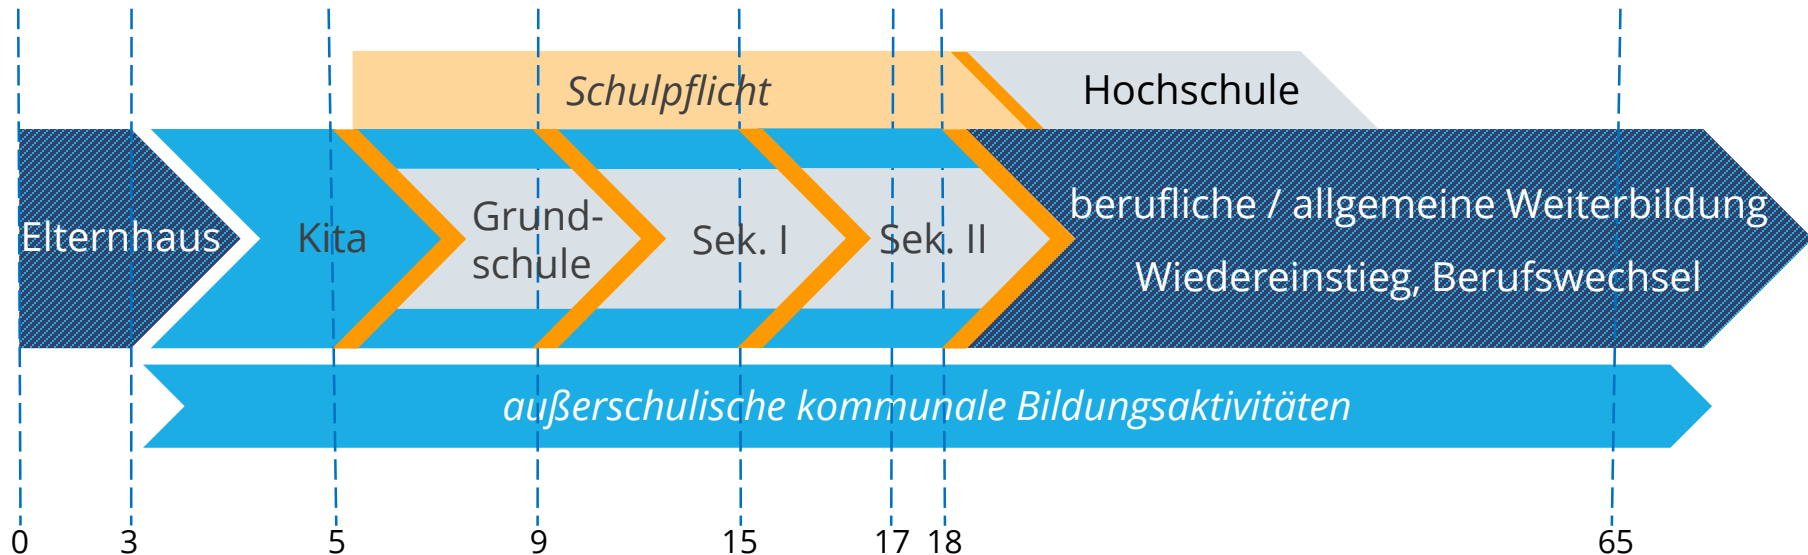 Schulpflicht
Hochschule
Elternhaus
Kita
Grund-
schule
Sek. I
Sek. II
berufliche / allgemeine Weiterbildung
Wiedereinstieg, Berufswechsel
außerschulische kommunale Bildungsaktivitäten
0 3 5 9 15 17 18 65